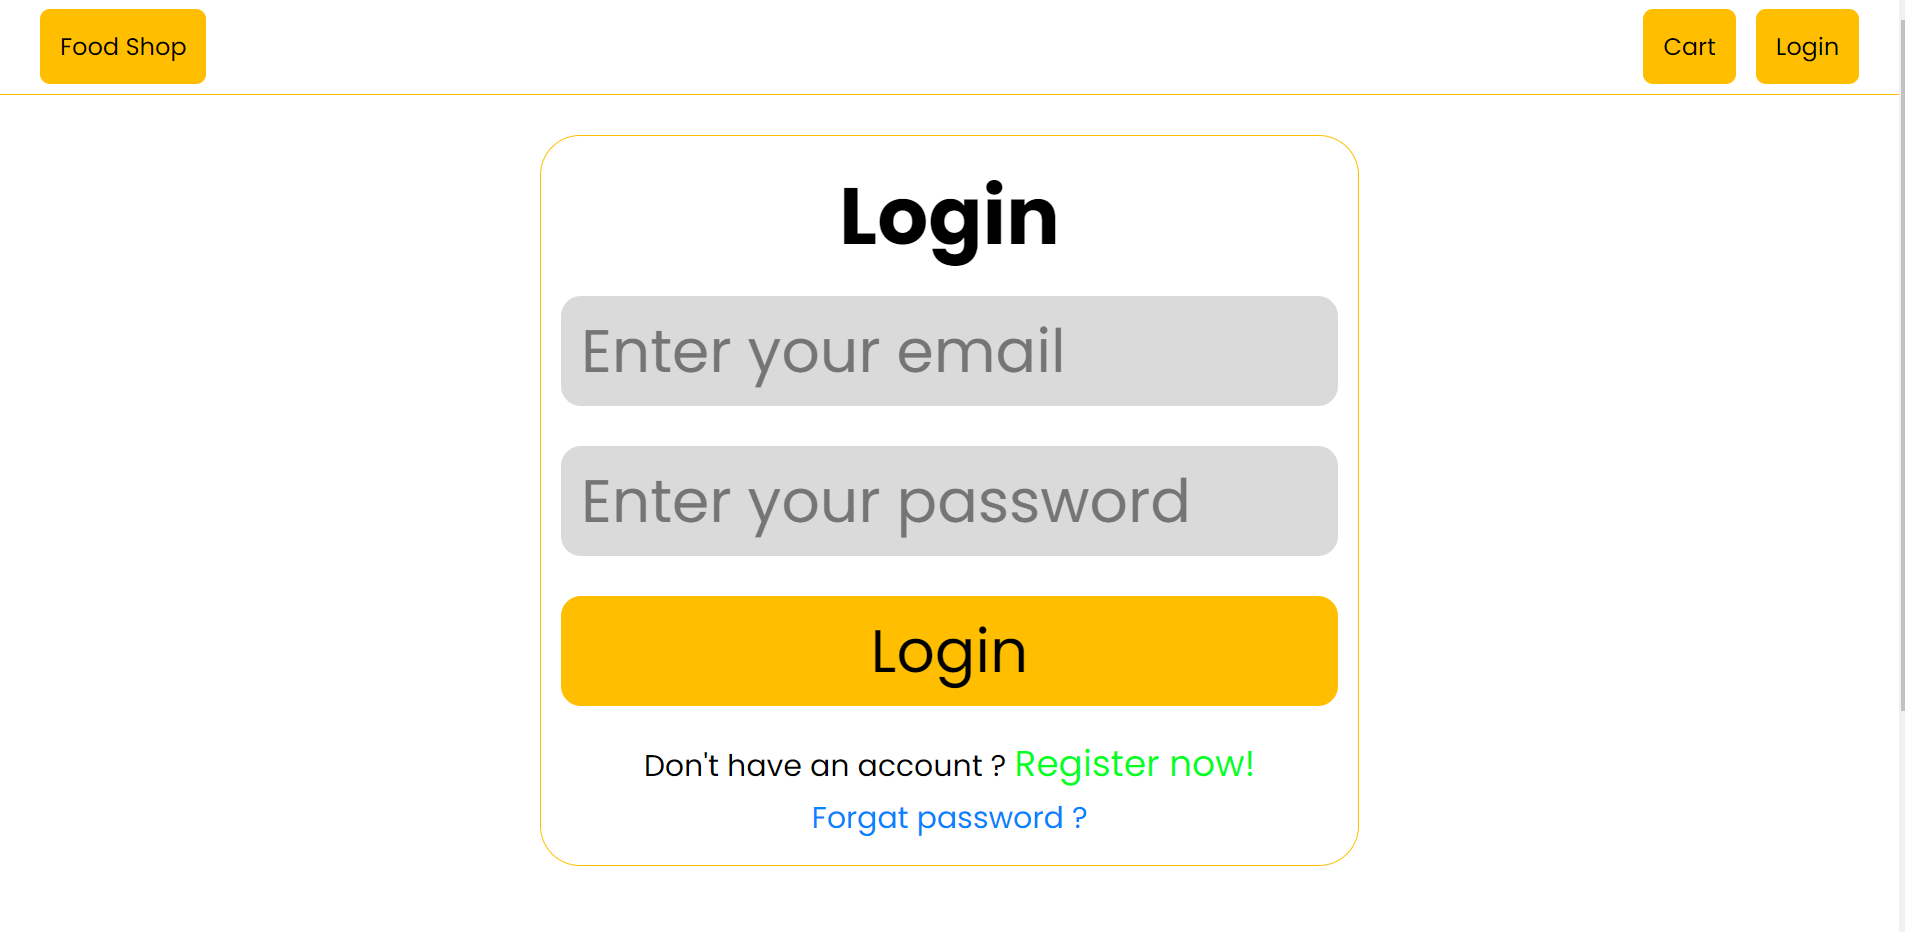 Food Shop
Cart
Login
Login
Enter your email
Enter your password
Login
Don't have an account ? Register now!
Forgat password ?